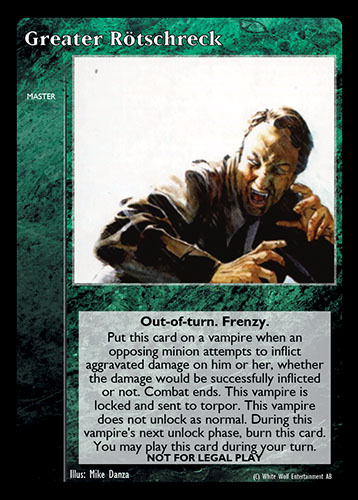 Greater Rötschreck
MASTER
Out-of-turn. Frenzy.
Put this card on a vampire when an
opposing minion attempts to inflict
aggravated damage on him or her, whether
the damage would be successfully inflicted
or not. Combat ends. This vampire is
locked and sent to torpor. This vampire
does not unlock as normal. During this
vampire's next unlock phase, burn this card.
You may play this card during your turn.
NOT FOR LEGAL PLAY
Illus: Mike Danza
(C) White Wolf Entertainment AB